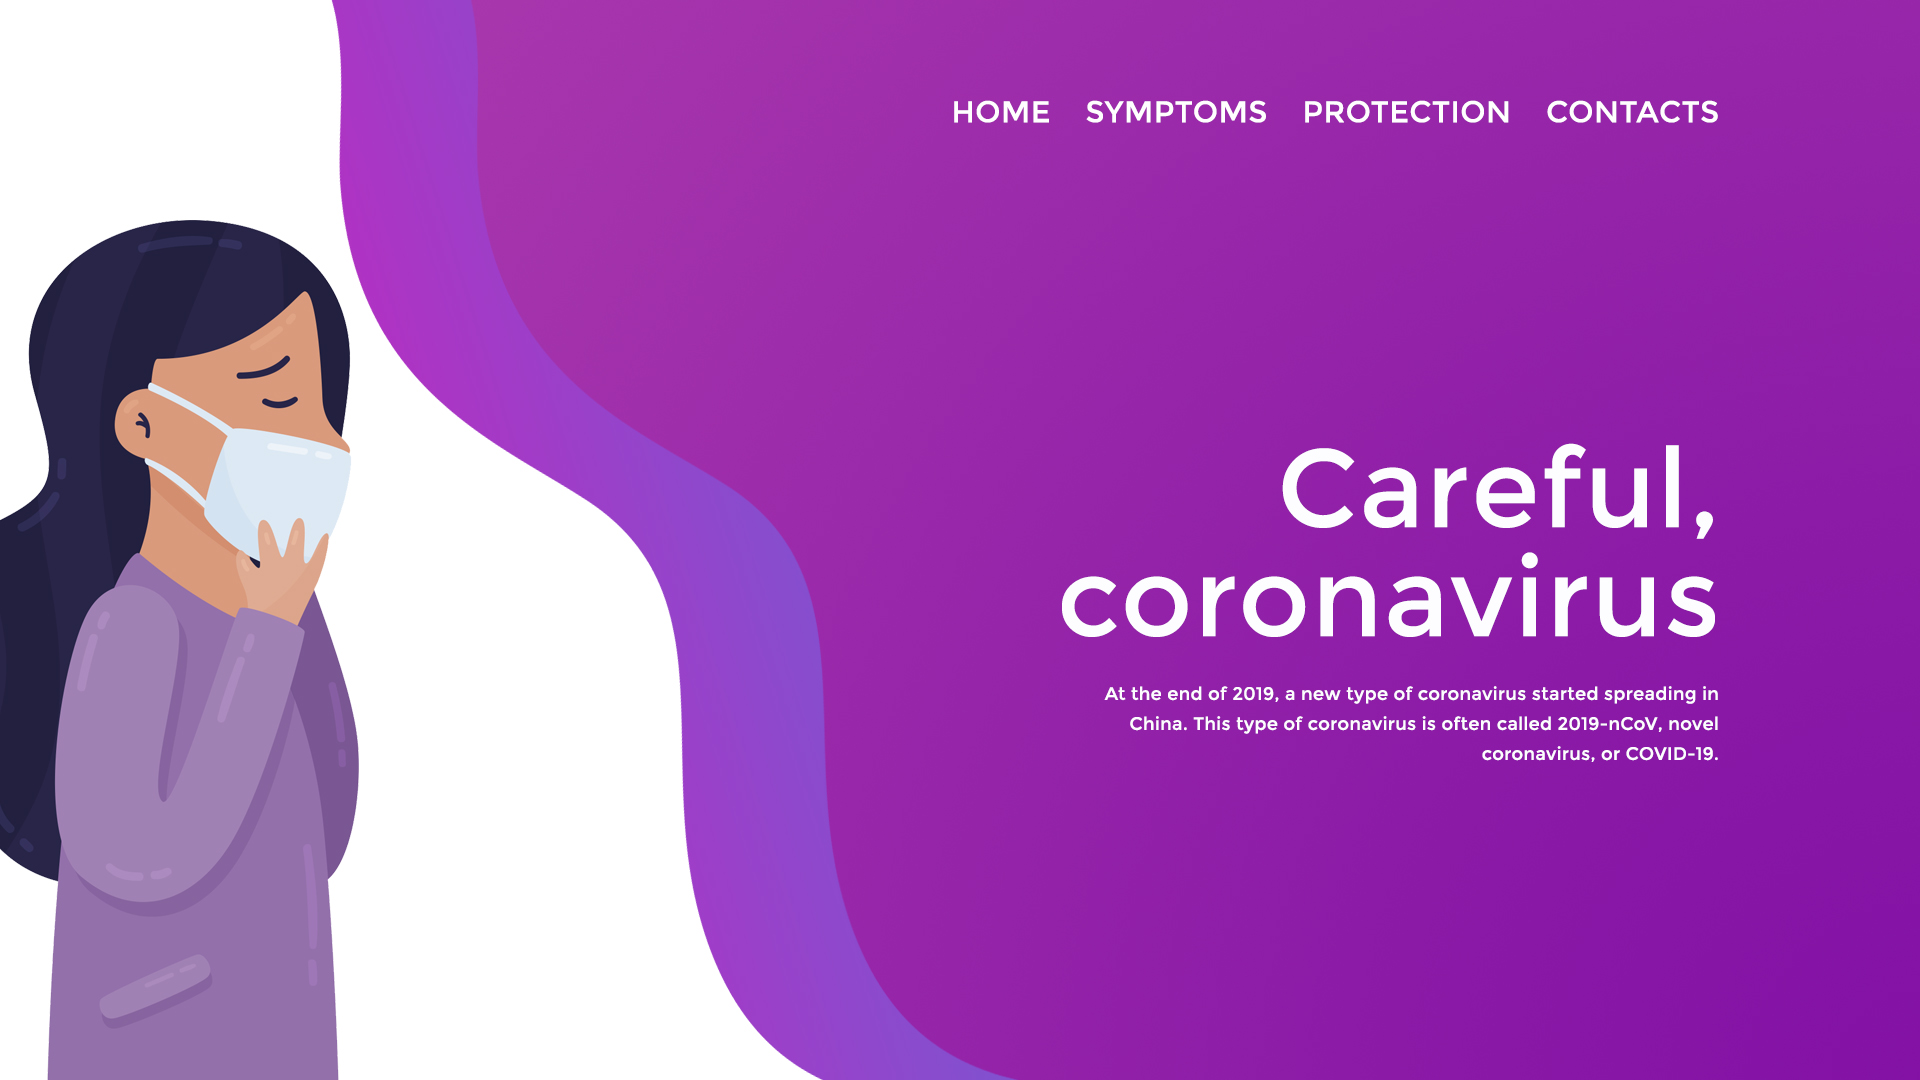 HOME SYMPTOMS PROTECTION CONTACTS
Careful,
coronavirus
At the end of 2019, a new type of coronavirus started spreading in
China. This type of coronavirus is often called 2019-nCoV, novel
coronavirus, or COVID-19.